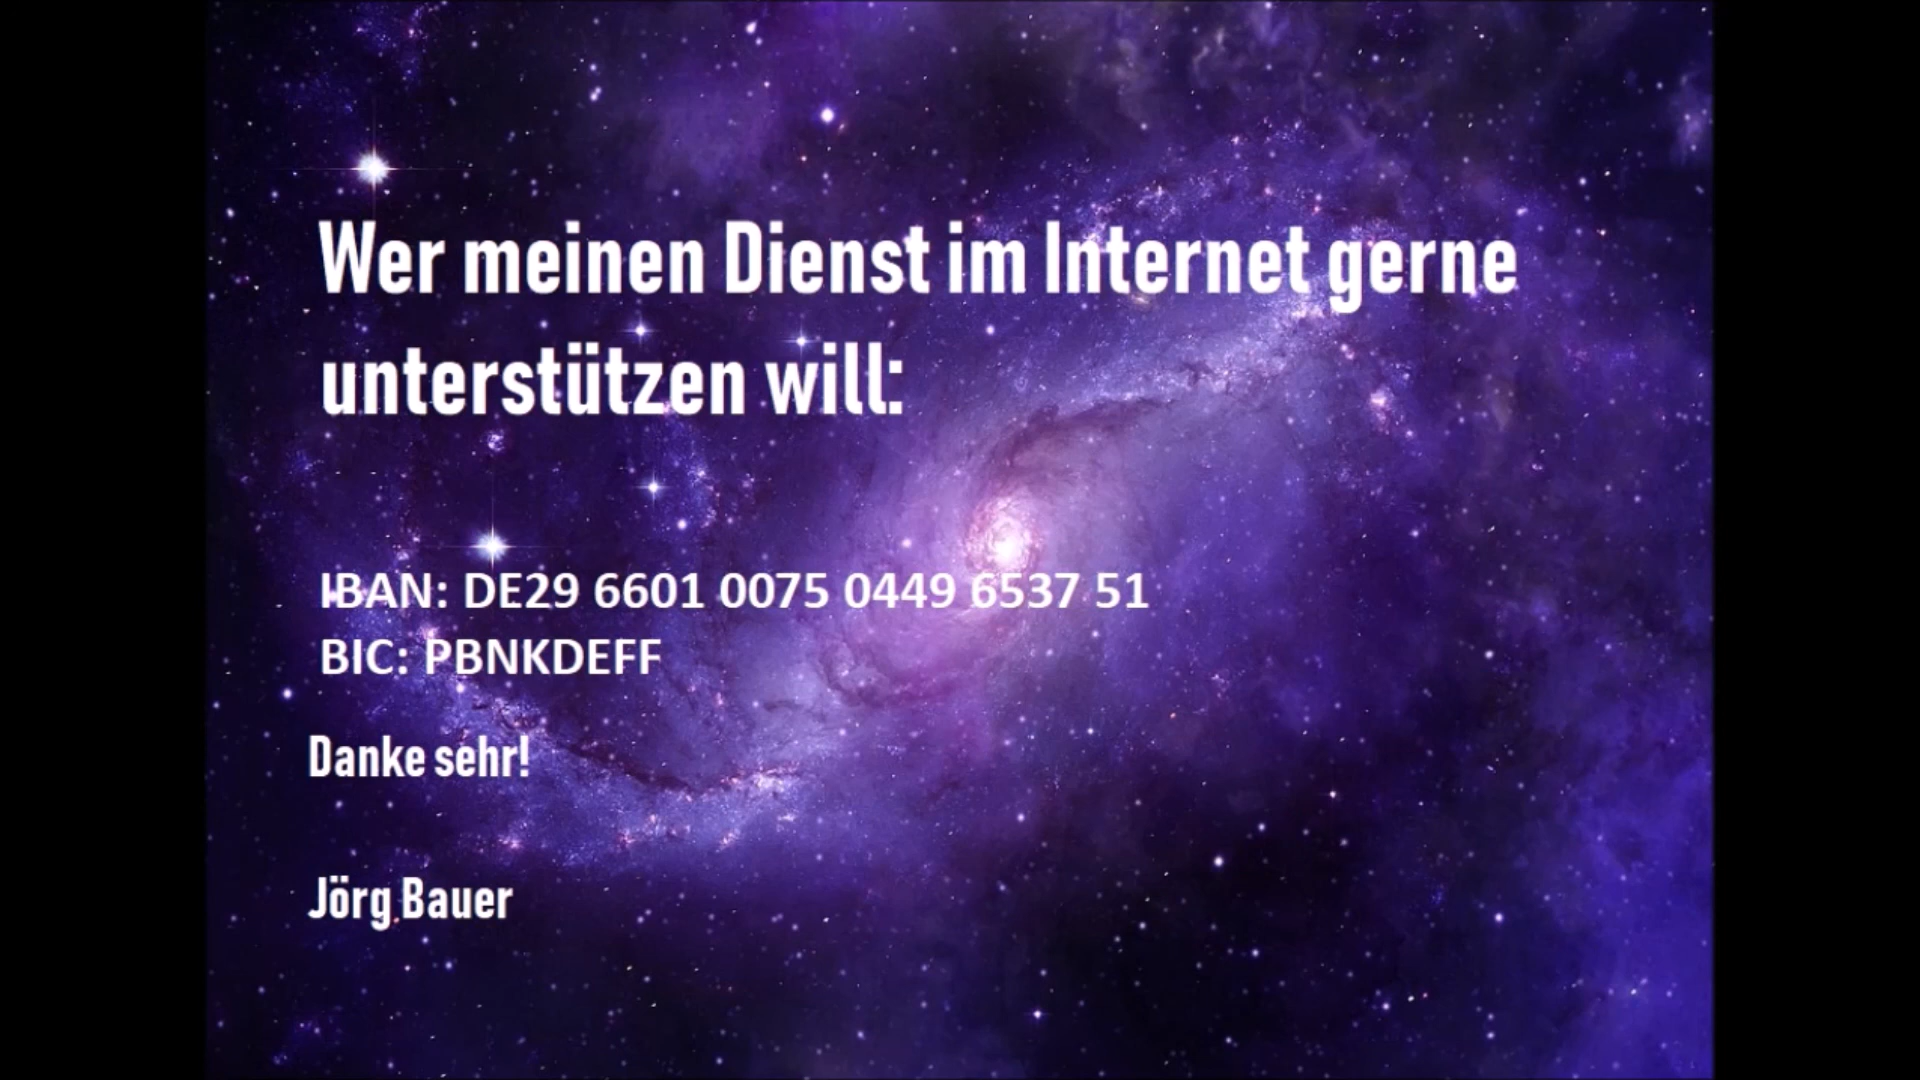 Wer meinen Dienst im Internet gerne
unterstützen will:
IBAN: DE29 6601 0075 0449 6537 51
BIC: PBNKDEFF
Danke sehr!
Jörg Bauer